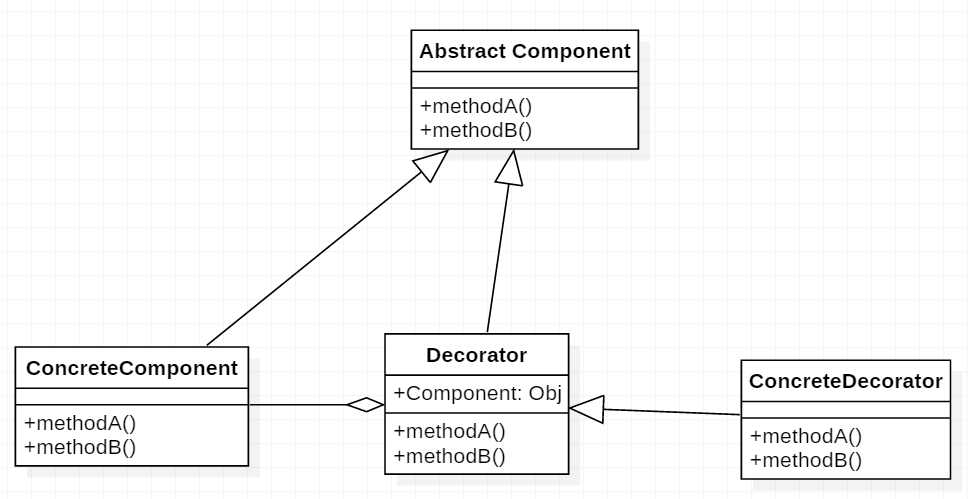 Abstract Component
+methodA()
+methodB()
ConcreteComponent
+methodA()
+methodB()
Decorator
+Component: Obj
+methodA()
+methodB()
ConcreteDecorator
+methodA()
+methodB()